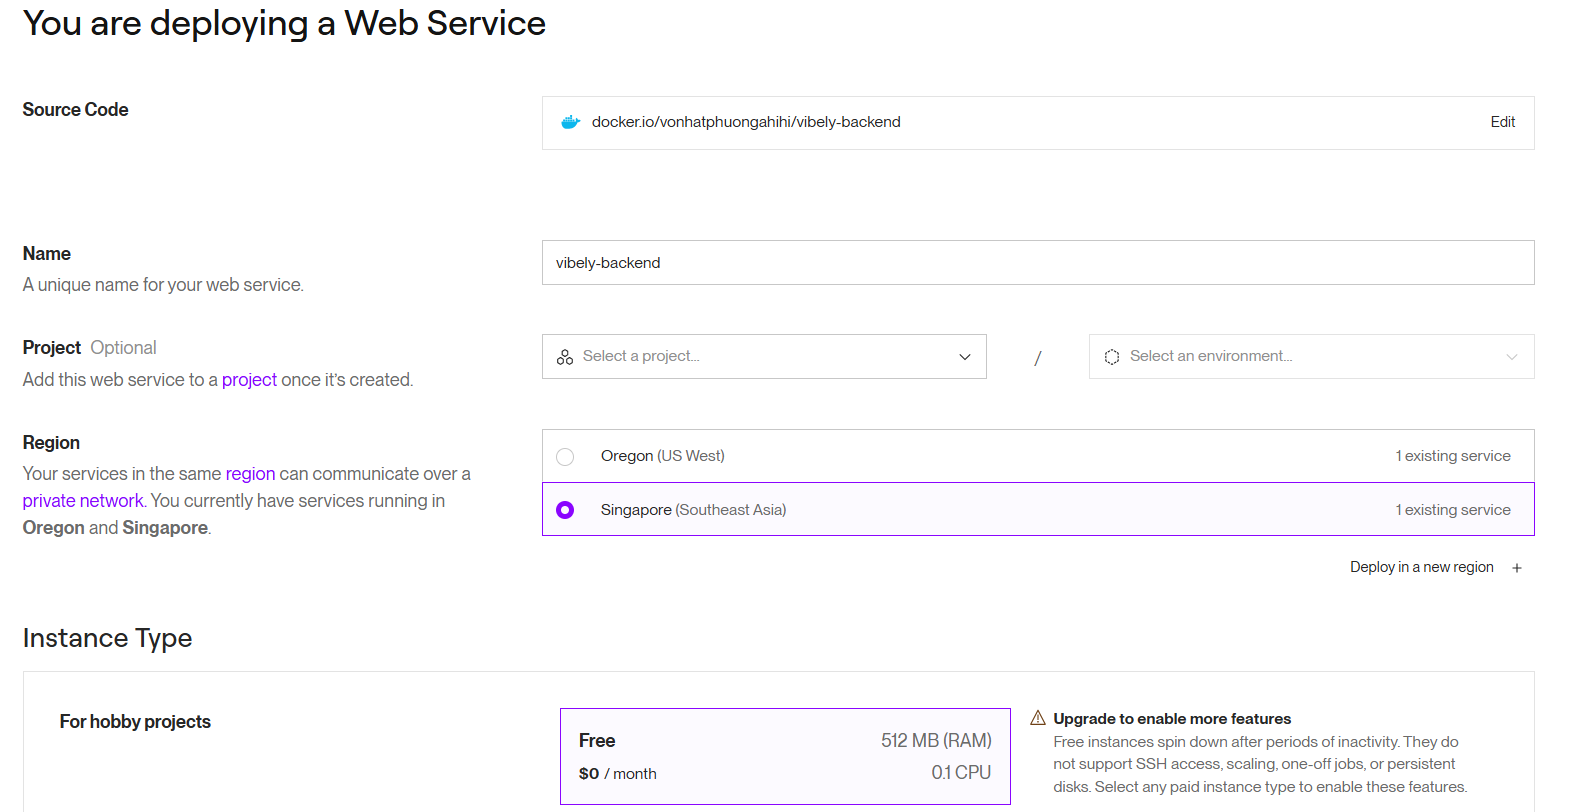 You are deploying a Web Service
Source Code
docker.io/vonhatphuongahihi/vibely-backend
Edit
Name
A unique name for your web service.
vibely-backend
Project Optional
Add this web service to a project once it's created.
Select a project...
/
Select an environment...
Region
Your services in the same region can communicate over a
private network. You currently have services running in
Oregon and Singapore.
Oregon (US West)
1 existing service
Singapore (Southeast Asia)
1 existing service
Deploy in a new region +
Instance Type
For hobby projects
Free
512 MB (RAM)
$0 / month
0.1 CPU
Upgrade to enable more features
Free instances spin down after periods of inactivity. They do
not support SSH access, scaling, one-off jobs, or persistent
disks. Select any paid instance type to enable these features.